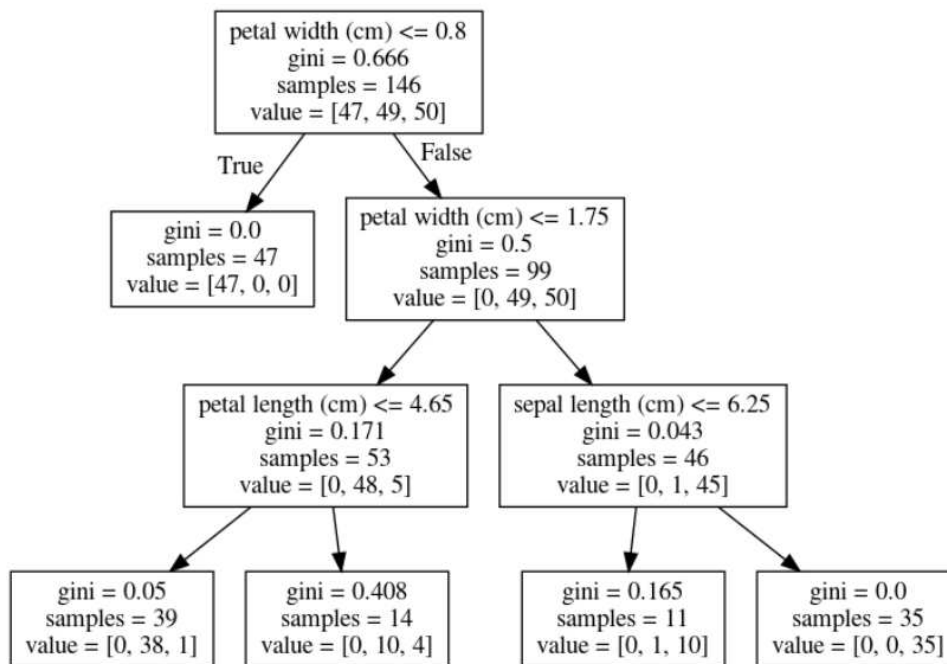 petal width (cm) <= 0.8
gini = 0.666
samples = 146
value = [47, 49, 50]
True
False
gini = 0.0
samples = 47
value = [47, 0, 0]
petal width (cm) <= 1.75
gini = 0.5
samples = 99
value = [0, 49, 50]
petal length (cm) <= 4.65
gini = 0.171
samples = 53
value = [0, 48, 5]
sepal length (cm) <= 6.25
gini = 0.043
samples = 46
value = [0, 1, 45]
gini = 0.05
samples = 39
value = [0, 38, 1]
gini = 0.408
samples = 14
value = [0, 10, 4]
gini = 0.165
samples = 11
value = [0, 1, 10]
gini = 0.0
samples = 35
value = [0, 0, 35]